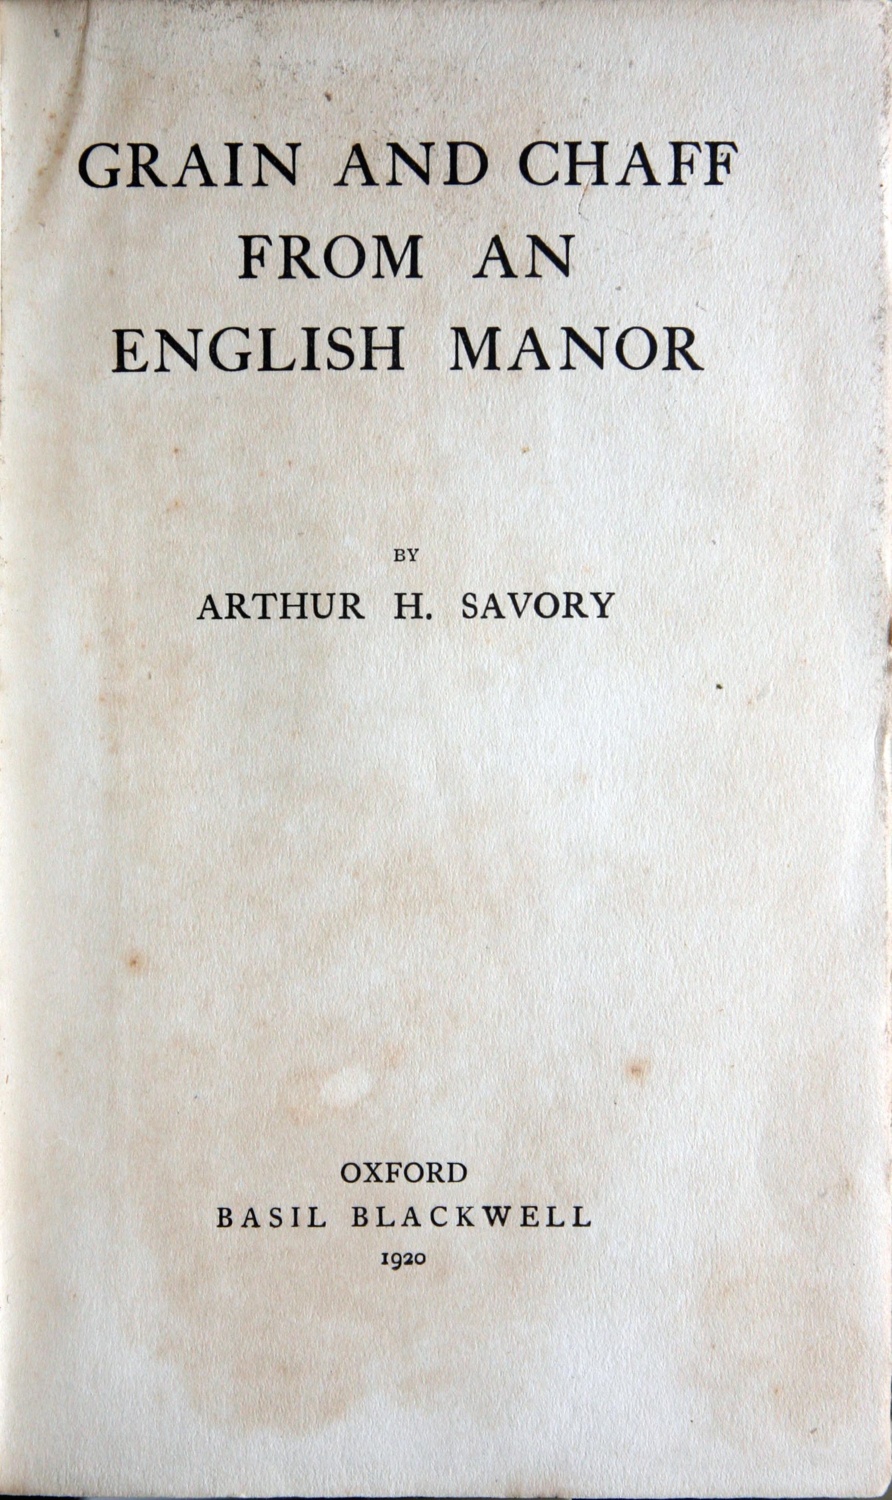 GRAIN AND CHAFF
FROM AN
ENGLISH MANOR
BY
ARTHUR H. SAVORY
OXFORD
BASIL BLACKWELL
1920